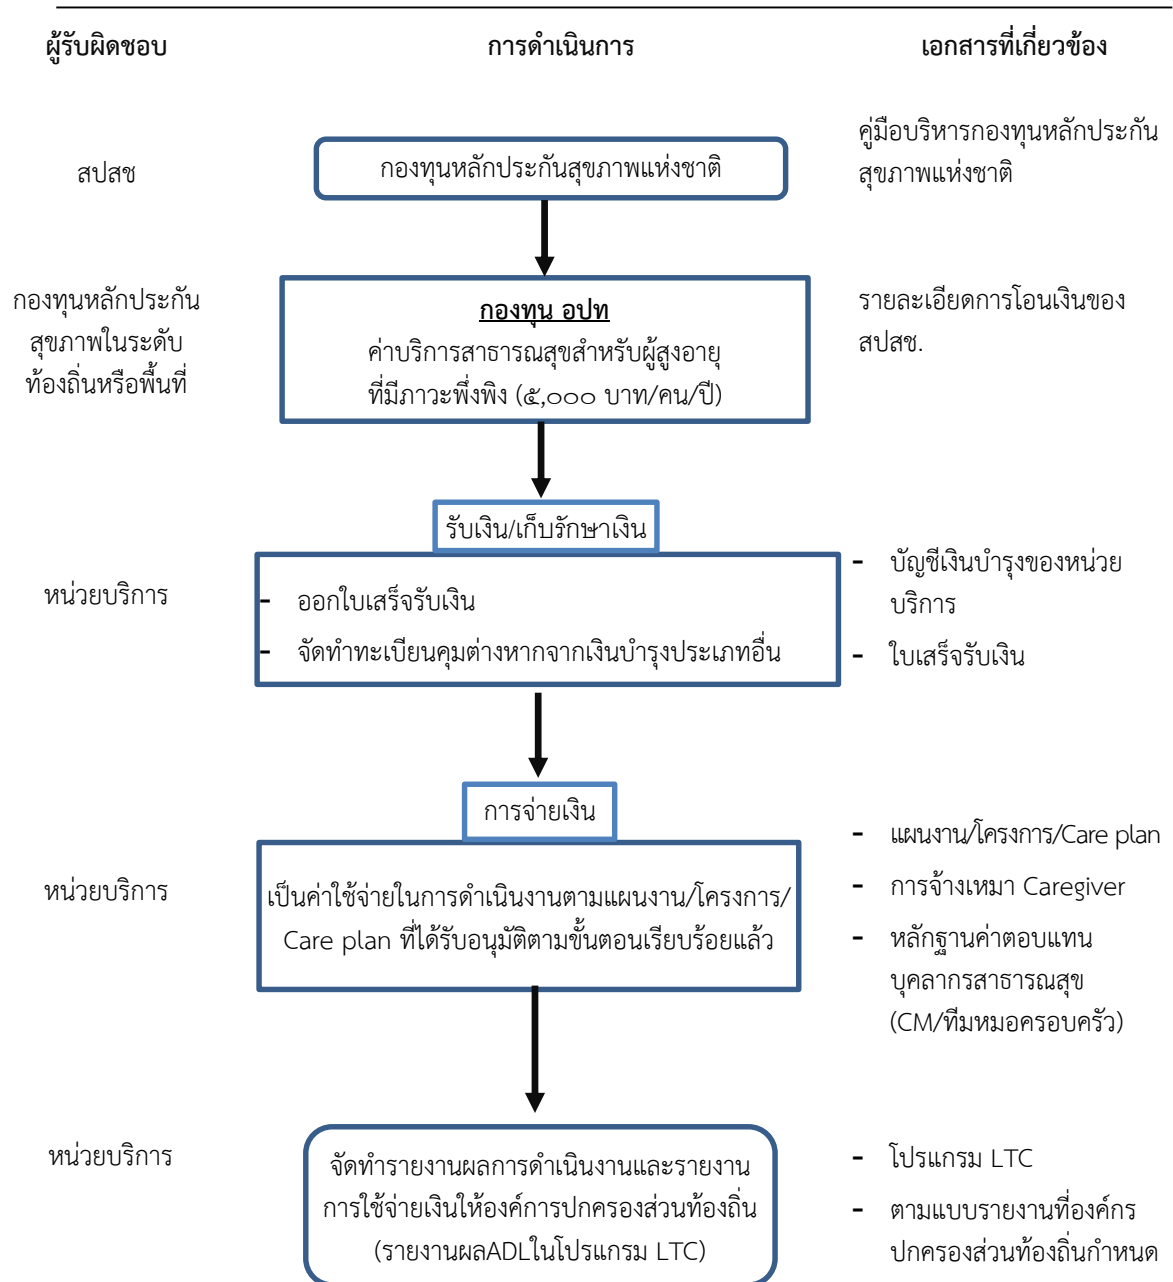 ผู้รับผิดชอบ
การดำเนินการ
เอกสารที่เกี่ยวข้อง
สปสช
กองทุนหลักประกันสุขภาพแห่งชาติ
คู่มือบริหารกองทุนหลักประกัน
สุขภาพแห่งชาติ
กองทุนหลักประกัน
สุขภาพในระดับ
ท้องถิ่นหรือพื้นที่
กองทุน อปท
ค่าบริการสาธารณสุขสำหรับผู้สูงอายุ
ที่มีภาวะพึ่งพิง (๕,๐๐๐ บาท/คน/ปี)
รายละเอียดการโอนเงินของ
สปสช.
รับเงิน/เก็บรักษาเงิน
หน่วยบริการ
- ออกใบเสร็จรับเงิน
- จัดทำทะเบียนคุมต่างหากจากเงินบำรุงประเภทอื่น
- บัญชีเงินบำรุงของหน่วย
บริการ
- ใบเสร็จรับเงิน
การจ่ายเงิน
หน่วยบริการ
เป็นค่าใช้จ่ายในการดำเนินงานตามแผนงาน/โครงการ/
Care plan ที่ได้รับอนุมัติตามขั้นตอนเรียบร้อยแล้ว
- แผนงาน/โครงการ/Care plan
- การจ้างเหมา Caregiver
- หลักฐานค่าตอบแทน
บุคลากรสาธารณสุข
(CM/ทีมหมอครอบครัว)
หน่วยบริการ
จัดทำรายงานผลการดำเนินงานและรายงาน
การใช้จ่ายเงินให้องค์การปกครองส่วนท้องถิ่น
(รายงานผลADLในโปรแกรม LTC)
- โปรแกรม LTC
- ตามแบบรายงานที่องค์กร
ปกครองส่วนท้องถิ่นกำหนด